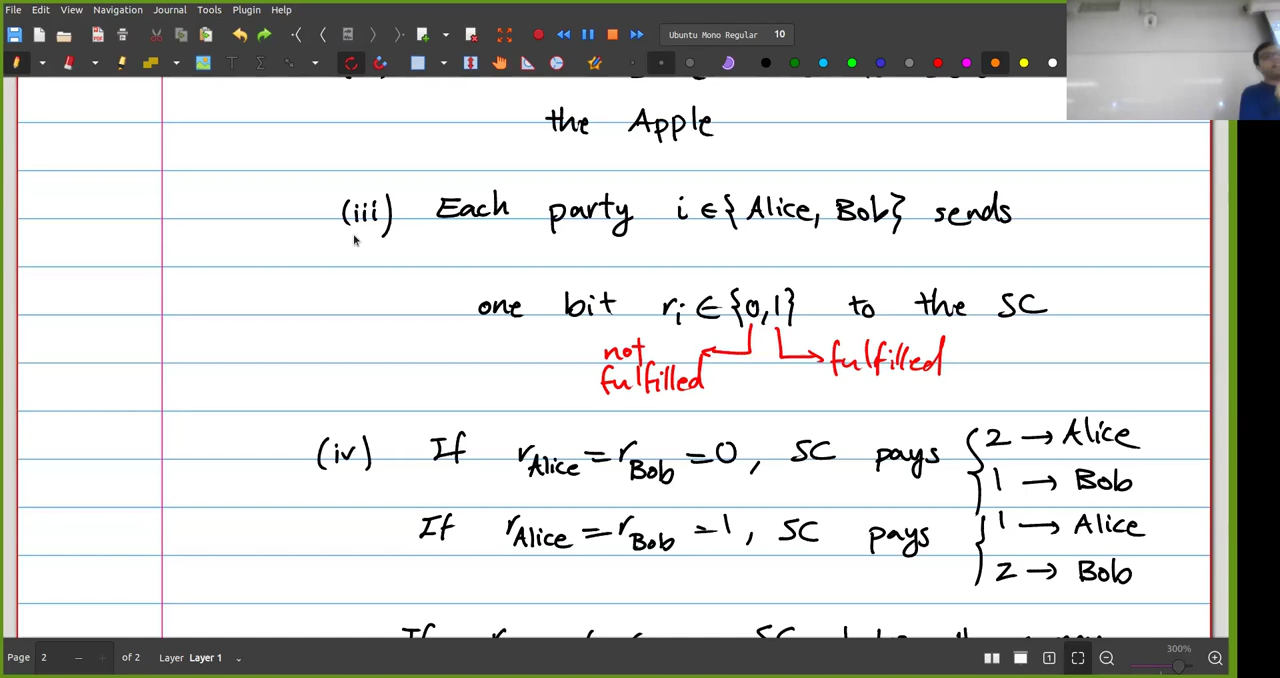 File Edit View Navigation Journal Tools Plugin Help
Ubuntu Mono Regular 10
the Apple
(iii) Each party i ∈ {Alice, Bob} sends
one bit rᵢ ∈ {0,1} to the SC
not fulfilled
fulfilled
(iv) If r_Alice = r_Bob = 0, SC pays { 2 → Alice
1 → Bob
If r_Alice = r_Bob = 1, SC pays { 1 → Alice
2 → Bob
If
SC
Page 2 of 2 Layer Layer 1
300%